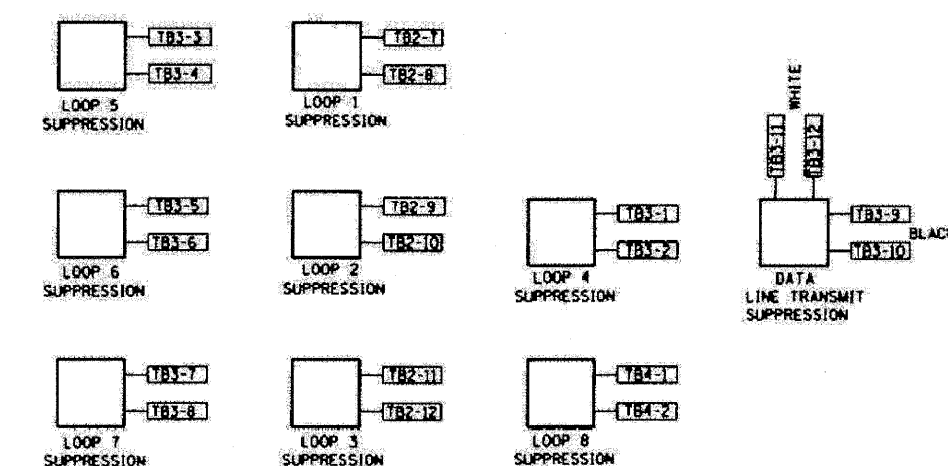 TB3-3
TB3-4
LOOP 5
SUPPRESSION
TB2-7
TB2-8
LOOP 1
SUPPRESSION
WHITE
TB3-11
TB3-12
TB3-5
TB3-6
LOOP 6
SUPPRESSION
TB2-9
TB2-10
LOOP 2
SUPPRESSION
TB3-1
TB3-2
LOOP 4
SUPPRESSION
TB3-9
BLAC
TB3-10
DATA
LINE TRANSMIT
SUPPRESSION
TB3-7
TB3-8
LOOP 7
SUPPRESSION
TB2-11
TB2-12
LOOP 3
SUPPRESSION
TB4-1
TB4-2
LOOP 8
SUPPRESSION